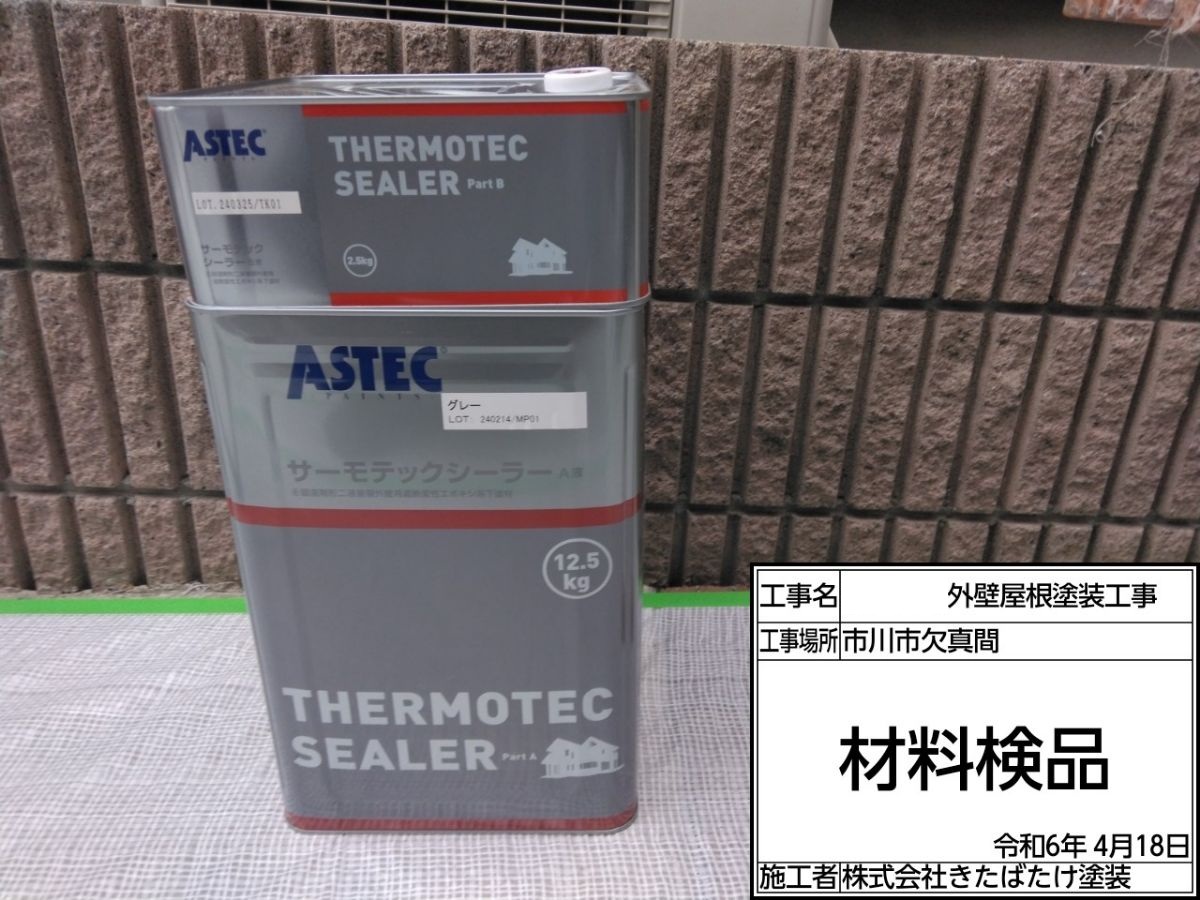 ASTEC
THERMOTEC
SEALER Part B
LOT. 240325/TK01
サーモテック
シーラー
2.5kg
ASTEC
PAINTS
グレー
LOT: 240214/MP01
サーモテックシーラー A液
12.5
kg
THERMOTEC
SEALER Part A
工事名 外壁屋根塗装工事
工事場所 市川市欠真間
材料検品
令和6年 4月18日
施工者 株式会社きたばたけ塗装